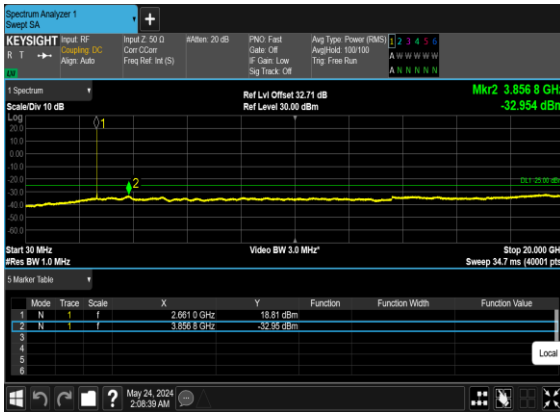 Spectrum Analyzer 1
Swept SA
+
KEYSIGHT
R T
LXI
Input: RF
Coupling: DC
Align: Auto
Input Z: 50 Ω
Corr CCorr
Freq Ref: Int (S)
#Atten: 20 dB
PNO: Fast
Gate: Off
IF Gain: Low
Sig Track: Off
Avg Type: Power (RMS)
Avg|Hold: 100/100
Trig: Free Run
1 2 3 4 5 6
A W W W W W
A N N N N N
1 Spectrum
Scale/Div 10 dB
Ref Lvl Offset 32.71 dB
Ref Level 30.00 dBm
Mkr2 3.856 8 GHz
-32.954 dBm
Log
20.0
10.0
0.00
-10.0
-20.0
-30.0
-40.0
-50.0
-60.0
1
2
DL1 -25.00 dBm
Start 30 MHz
#Res BW 1.0 MHz
Video BW 3.0 MHz*
Stop 20.000 GHz
Sweep 34.7 ms (40001 pts)
5 Marker Table
Mode Trace Scale X Y Function Function Width Function Value
1 N 1 f 2.661 0 GHz 18.81 dBm
2 N 1 f 3.856 8 GHz -32.95 dBm
3
4
5
6
Local
?
May 24, 2024
2:08:39 AM